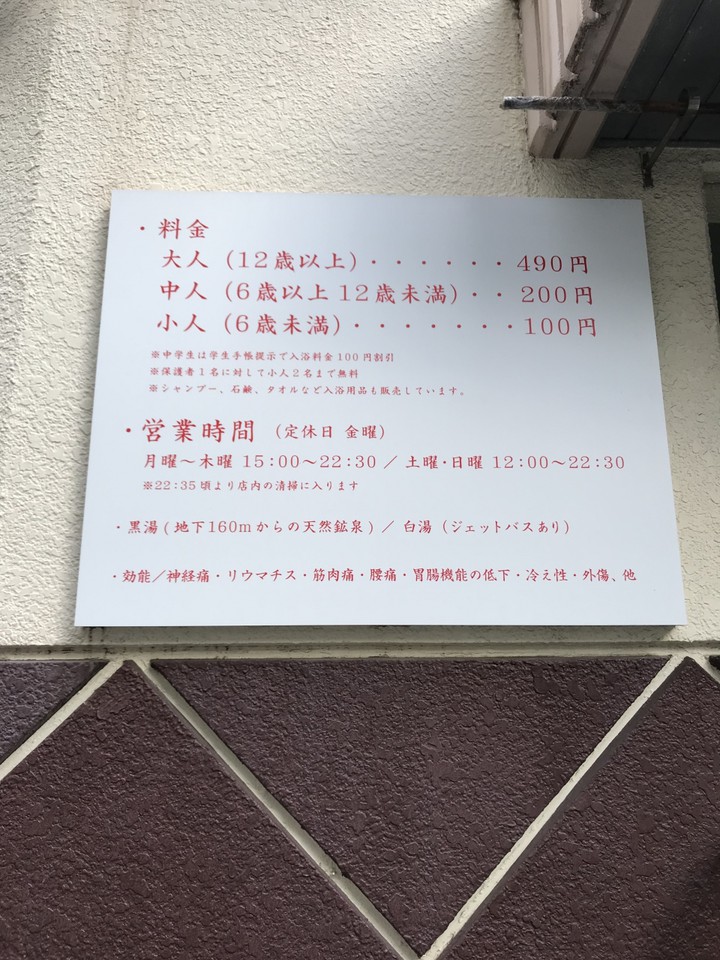 ・料金
大人（12歳以上）・・・・・・490円
中人（6歳以上12歳未満）・・200円
小人（6歳未満）・・・・・・・100円
※中学生は学生手帳提示で入浴料金100円割引
※保護者1名に対して小人2名まで無料
※シャンプー、石鹸、タオルなど入浴用品も販売しています。
・営業時間 （定休日 金曜）
月曜～木曜 15:00～22:30 ／ 土曜・日曜 12:00～22:30
※22:35頃より店内の清掃に入ります
・黒湯(地下160mからの天然鉱泉) ／ 白湯（ジェットバスあり）
・効能／神経痛・リウマチス・筋肉痛・腰痛・胃腸機能の低下・冷え性・外傷、他